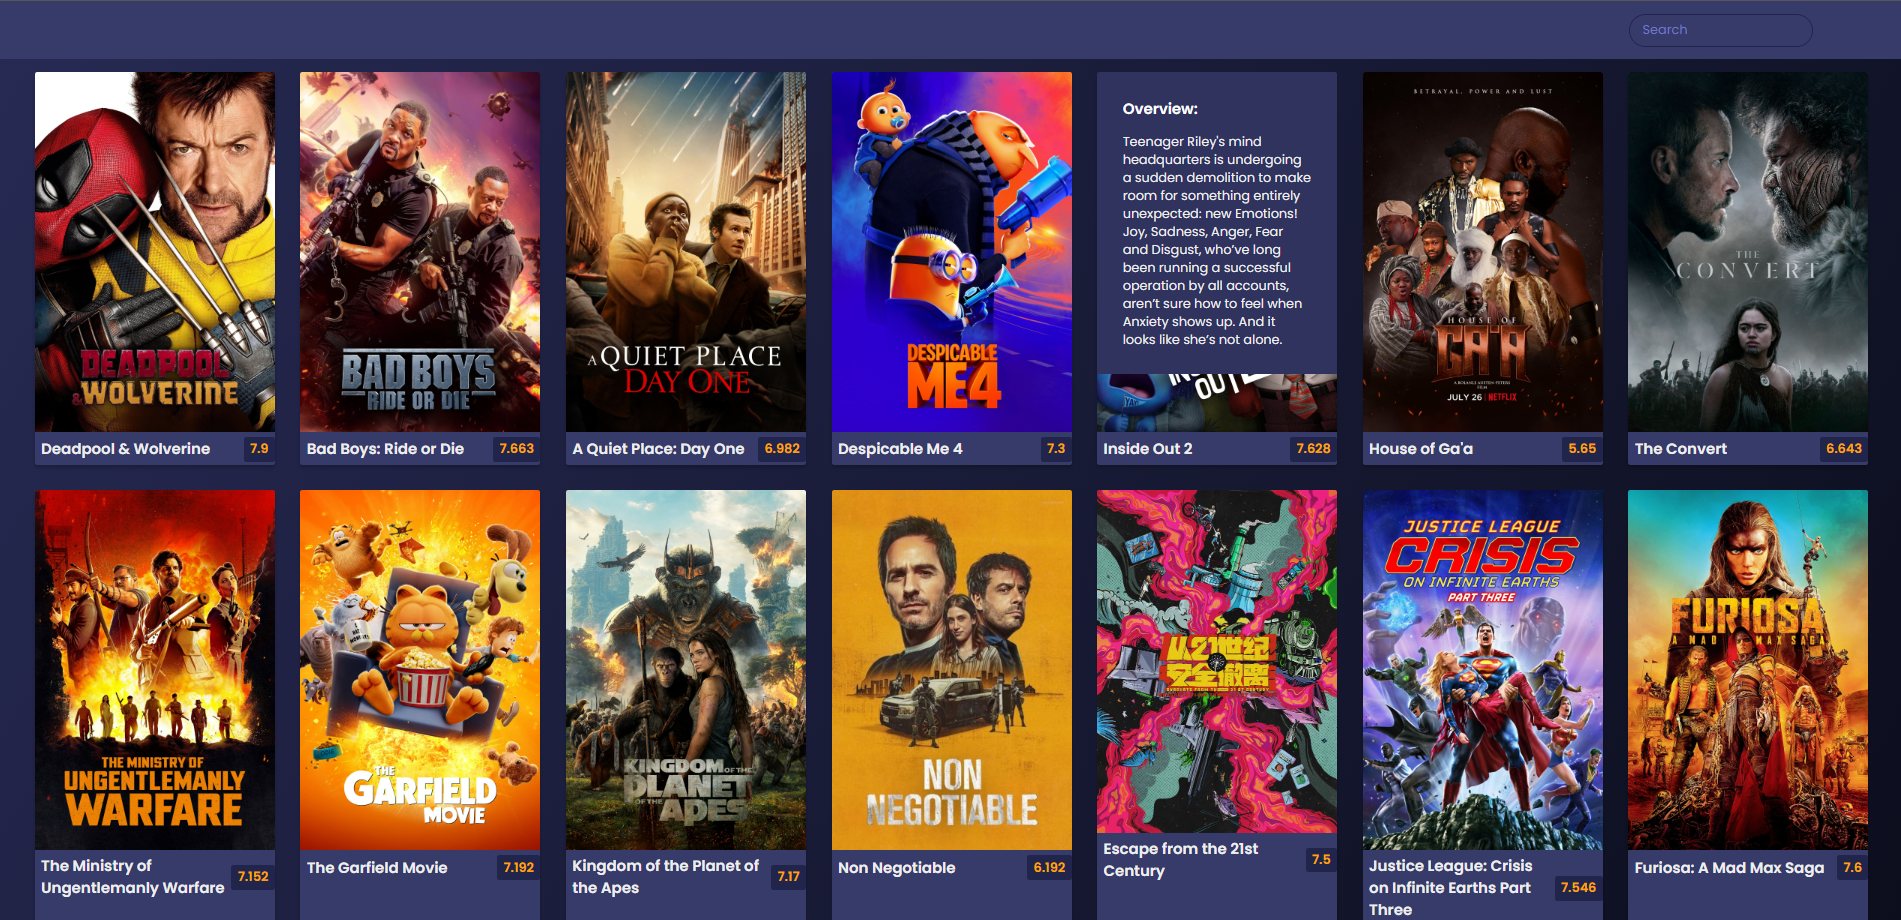 Search
DEADPOOL
& WOLVERINE
Deadpool & Wolverine
7.9
BAD BOYS
RIDE OR DIE
Bad Boys: Ride or Die
7.663
A QUIET PLACE
DAY ONE
A Quiet Place: Day One
6.982
DESPICABLE
ME 4
Despicable Me 4
7.3
Overview:
Teenager Riley's mind
headquarters is undergoing
a sudden demolition to make
room for something entirely
unexpected: new Emotions!
Joy, Sadness, Anger, Fear
and Disgust, who've long
been running a successful
operation by all accounts,
aren't sure how to feel when
Anxiety shows up. And it
looks like she's not alone.
OUT
Inside Out 2
7.628
BETRAYAL, POWER AND LUST
HOUSE OF
GA'A
A BOLANLE AUSTEN-PETERS
FILM
JULY 26 | NETFLIX
House of Ga'a
5.65
THE
CONVERT
The Convert
6.643
THE MINISTRY OF
UNGENTLEMANLY
WARFARE
The Ministry of
Ungentlemanly Warfare
7.152
THE
GARFIELD
MOVIE
The Garfield Movie
7.192
KINGDOM OF THE
PLANET
OF THE APES
Kingdom of the Planet of
the Apes
7.17
NON
NEGOTIABLE
Non Negotiable
6.192
从21世纪
安全撤离
Escape from the 21st
Century
7.5
JUSTICE LEAGUE
CRISIS
ON INFINITE EARTHS
PART THREE
Justice League: Crisis
on Infinite Earths Part
Three
7.546
FURIOSA
A MAD MAX SAGA
Furiosa: A Mad Max Saga
7.6